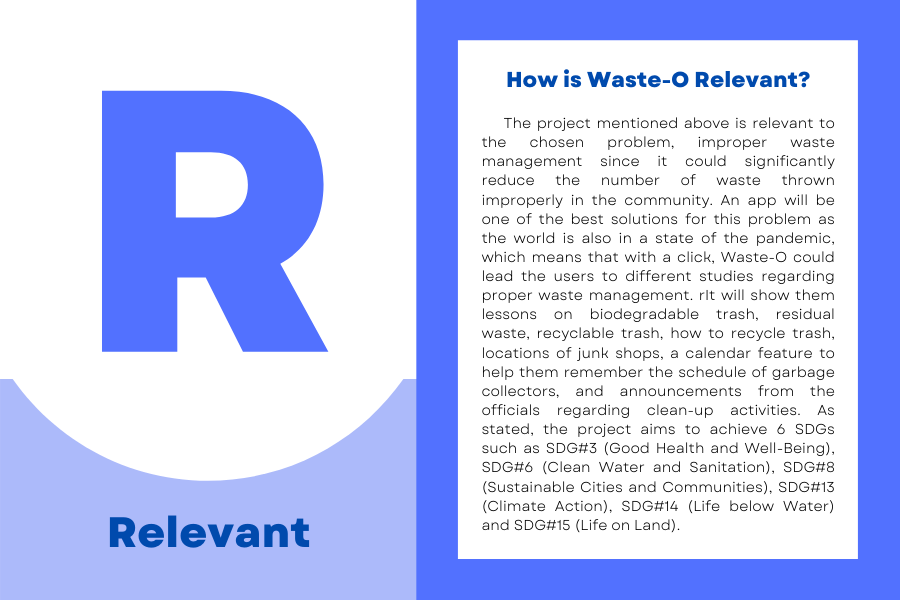 R
Relevant
How is Waste-O Relevant?
The project mentioned above is relevant to
the chosen problem, improper waste
management since it could significantly
reduce the number of waste thrown
improperly in the community. An app will be
one of the best solutions for this problem as
the world is also in a state of the pandemic,
which means that with a click, Waste-O could
lead the users to different studies regarding
proper waste management. rIt will show them
lessons on biodegradable trash, residual
waste, recyclable trash, how to recycle trash,
locations of junk shops, a calendar feature to
help them remember the schedule of garbage
collectors, and announcements from the
officials regarding clean-up activities. As
stated, the project aims to achieve 6 SDGs
such as SDG#3 (Good Health and Well-Being),
SDG#6 (Clean Water and Sanitation), SDG#8
(Sustainable Cities and Communities), SDG#13
(Climate Action), SDG#14 (Life below Water)
and SDG#15 (Life on Land).